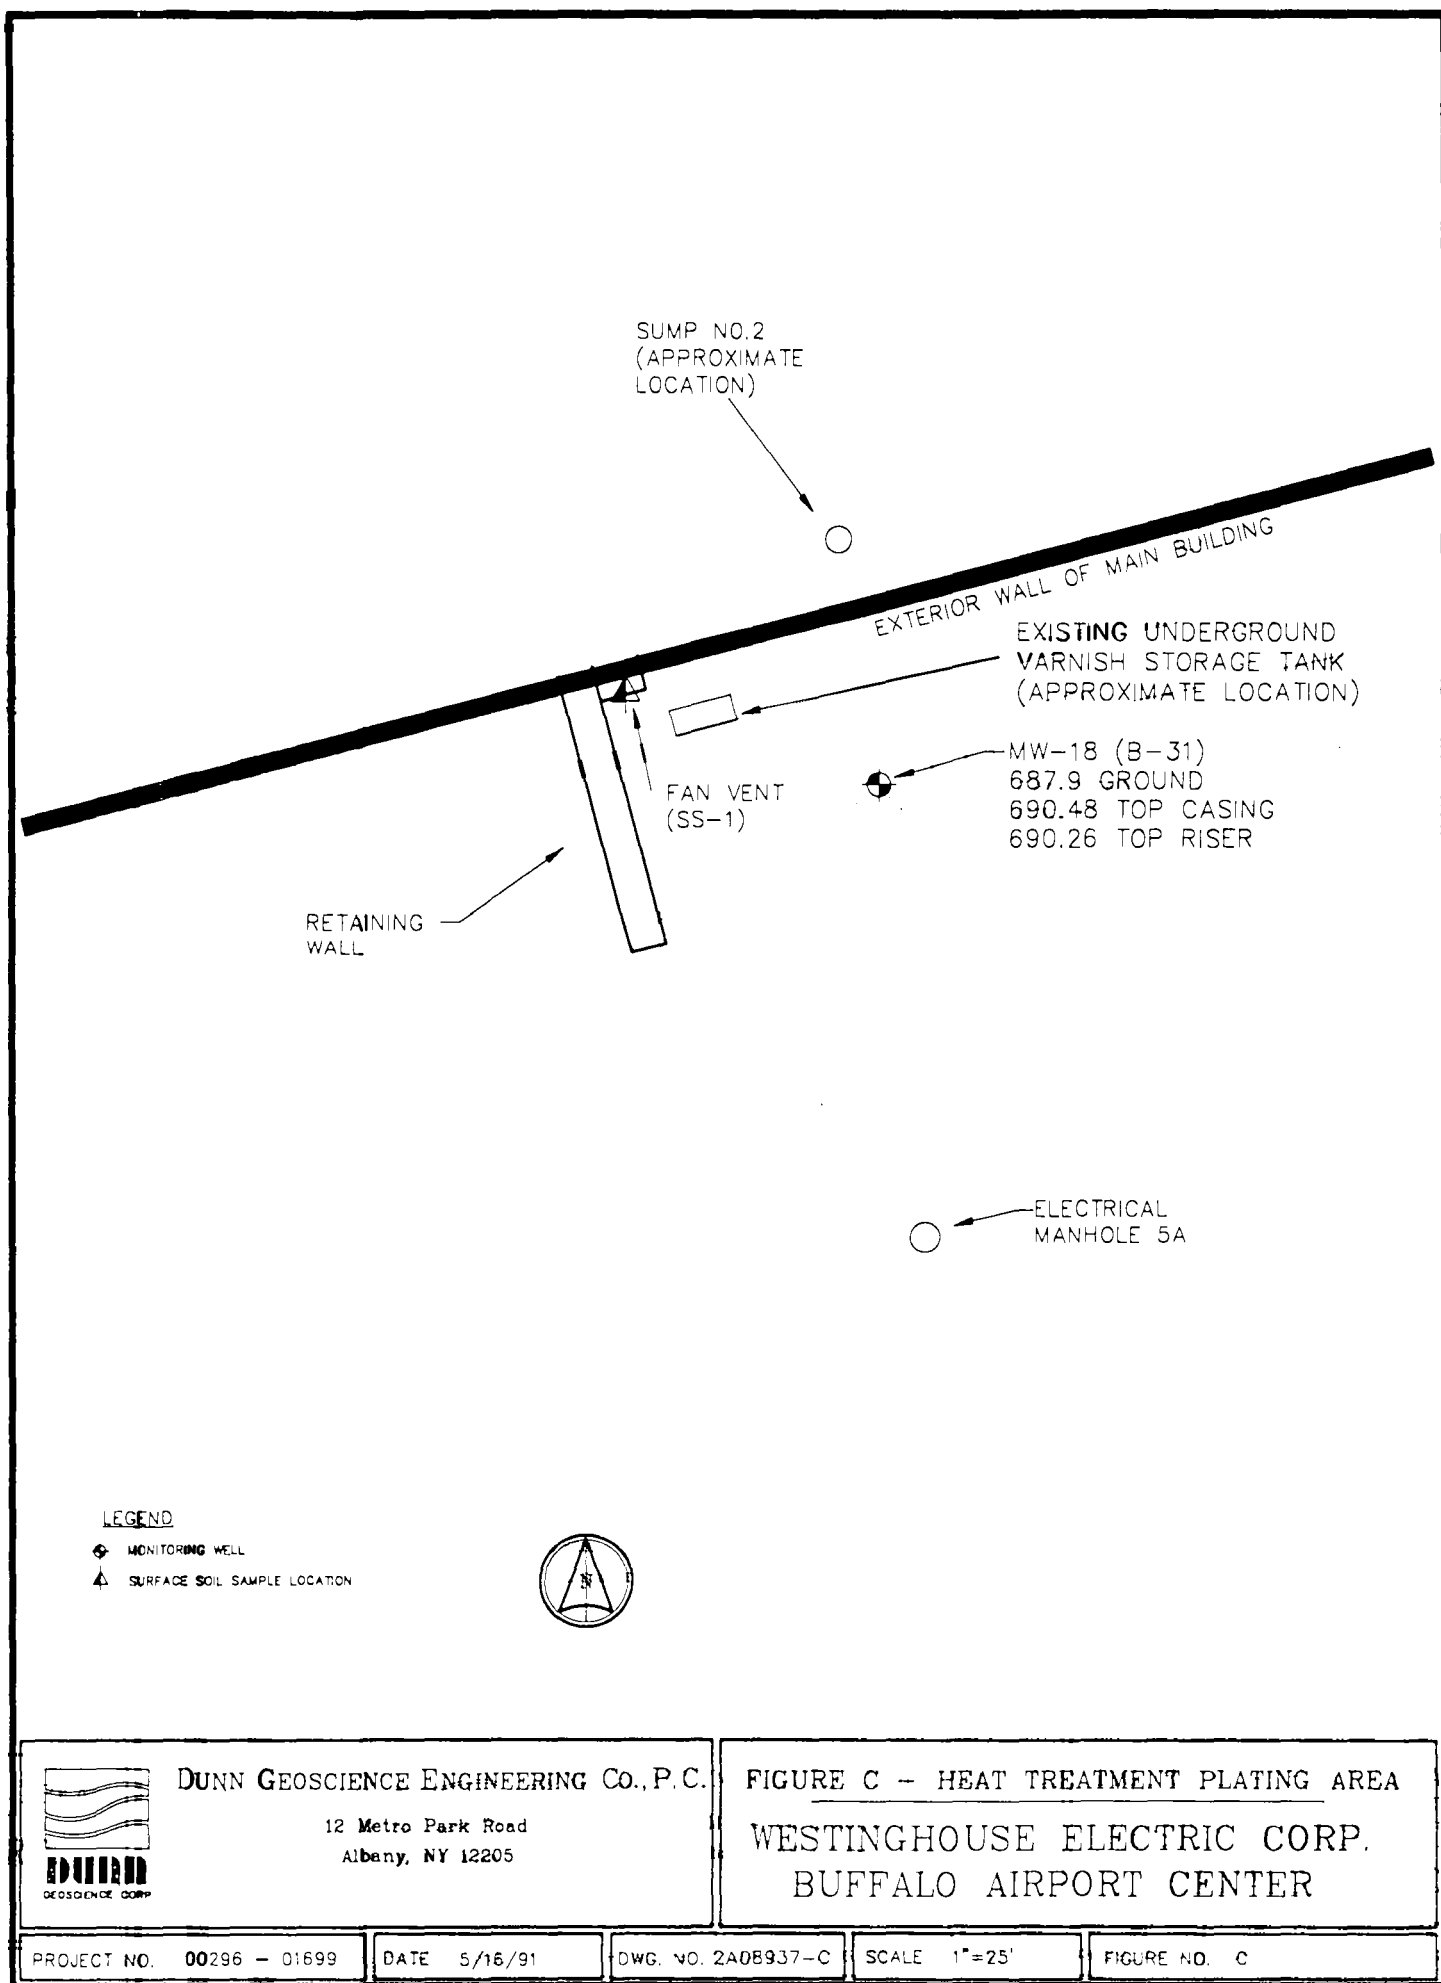 SUMP NO.2
(APPROXIMATE
LOCATION)
EXTERIOR WALL OF MAIN BUILDING
EXISTING UNDERGROUND
VARNISH STORAGE TANK
(APPROXIMATE LOCATION)
MW-18 (B-31)
687.9 GROUND
690.48 TOP CASING
690.26 TOP RISER
FAN VENT
(SS-1)
RETAINING
WALL
ELECTRICAL
MANHOLE 5A
LEGEND
MONITORING WELL
SURFACE SOIL SAMPLE LOCATION
N
DUNN
GEOSCIENCE CORP
DUNN GEOSCIENCE ENGINEERING CO., P.C.
12 Metro Park Road
Albany, NY 12205
FIGURE C - HEAT TREATMENT PLATING AREA
WESTINGHOUSE ELECTRIC CORP.
BUFFALO AIRPORT CENTER
PROJECT NO. 00296 - 01699
DATE 5/16/91
DWG. NO. 2A08937-C
SCALE 1"=25'
FIGURE NO. C